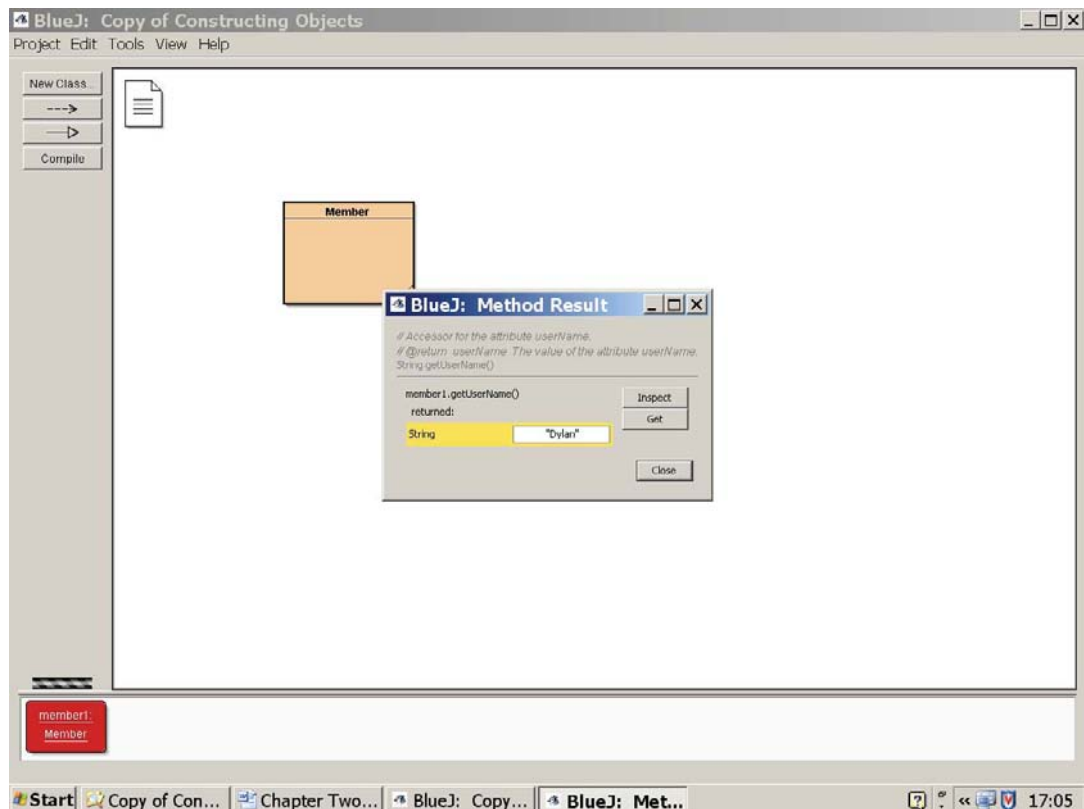 BlueJ: Copy of Constructing Objects
Project Edit Tools View Help
New Class...
Compile
Member
BlueJ: Method Result
// Accessor for the attribute userName.
// @return userName The value of the attribute userName.
String getUserName()
member1.getUserName()
returned:
String "Dylan"
Inspect
Get
Close
member1:
Member
Start Copy of Con... Chapter Two... BlueJ: Copy... BlueJ: Met... 17:05